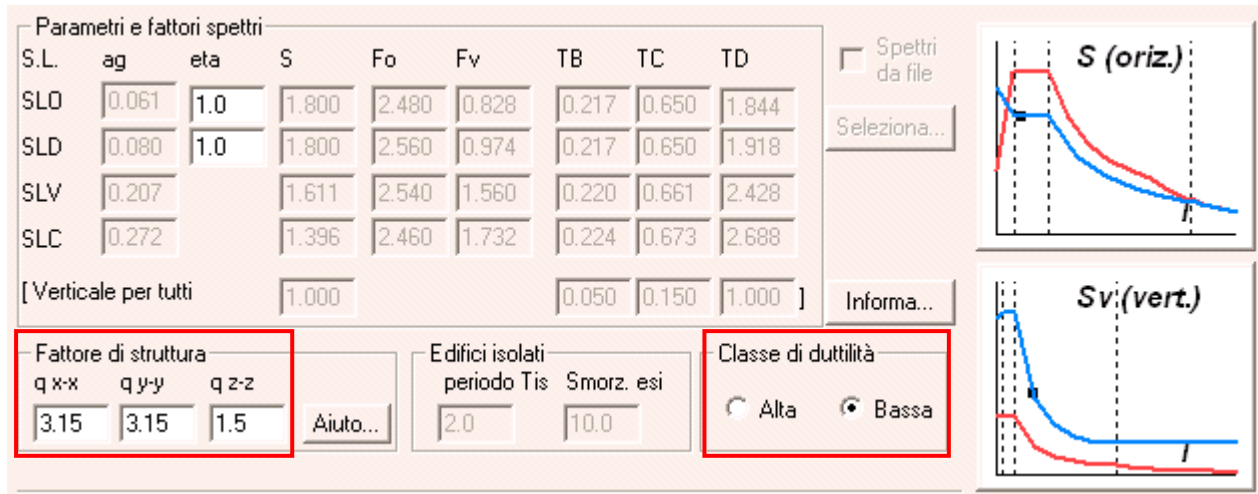 Parametri e fattori spettri
S.L. ag eta S Fo Fv TB TC TD
SLO 0.061 1.0 1.800 2.480 0.828 0.217 0.650 1.844
SLD 0.080 1.0 1.800 2.560 0.974 0.217 0.650 1.918
SLV 0.207 1.611 2.540 1.560 0.220 0.661 2.428
SLC 0.272 1.396 2.460 1.732 0.224 0.673 2.688
[ Verticale per tutti 1.000 0.050 0.150 1.000 ]
Spettri
da file
Seleziona...
Informa...
S (oriz.)
T
Sv (vert.)
T
Fattore di struttura
q x-x q y-y q z-z
3.15 3.15 1.5 Aiuto...
Edifici isolati
periodo Tis Smorz. esi
2.0 10.0
Classe di duttilità
Alta Bassa